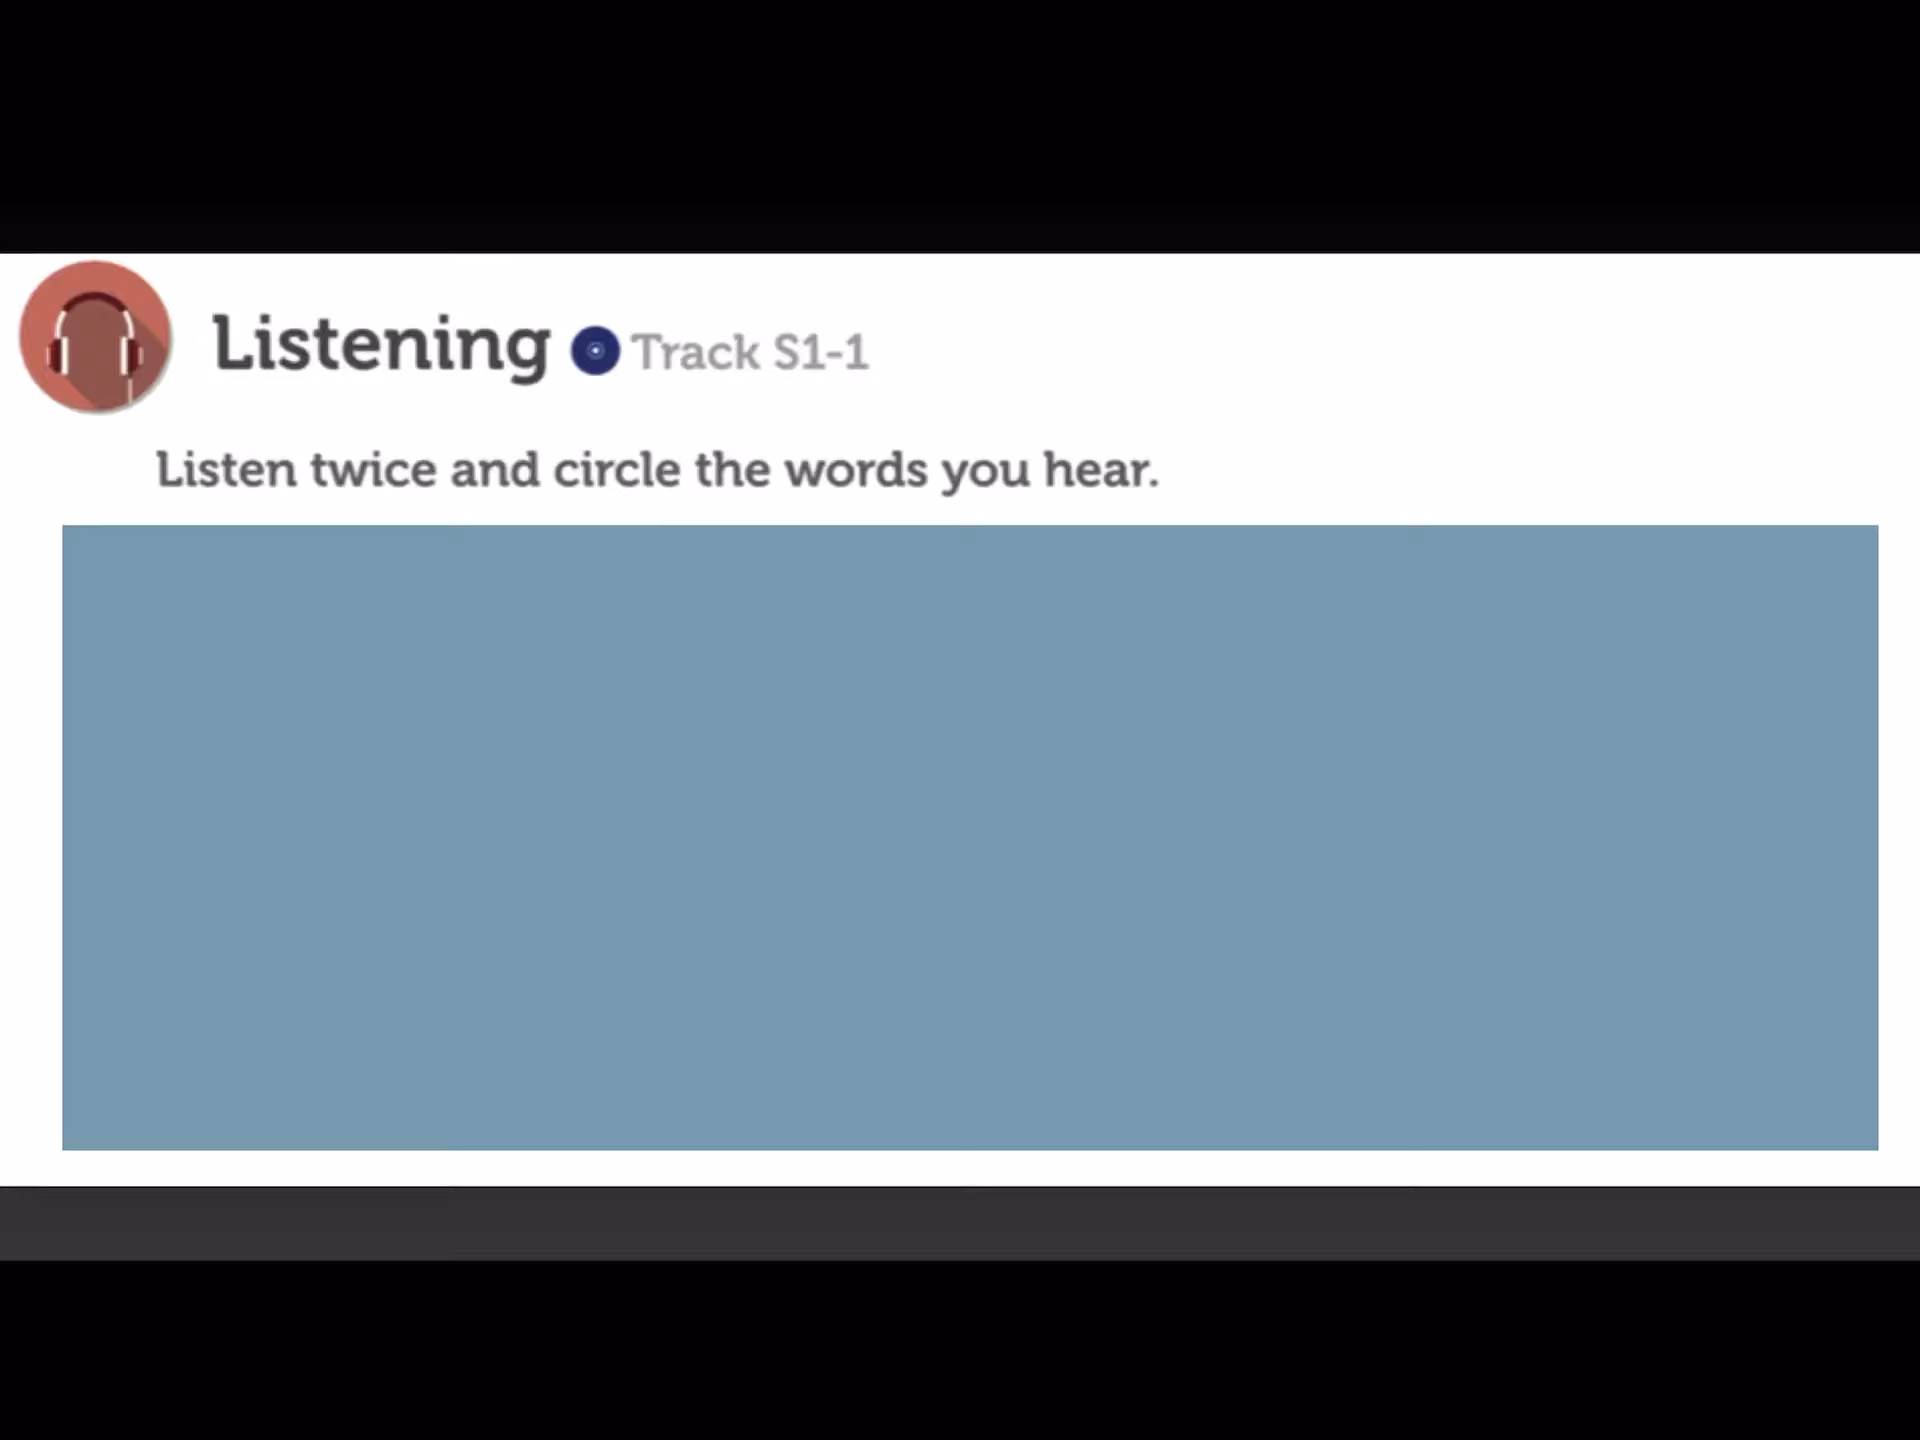 Listening Track S1-1
Listen twice and circle the words you hear.